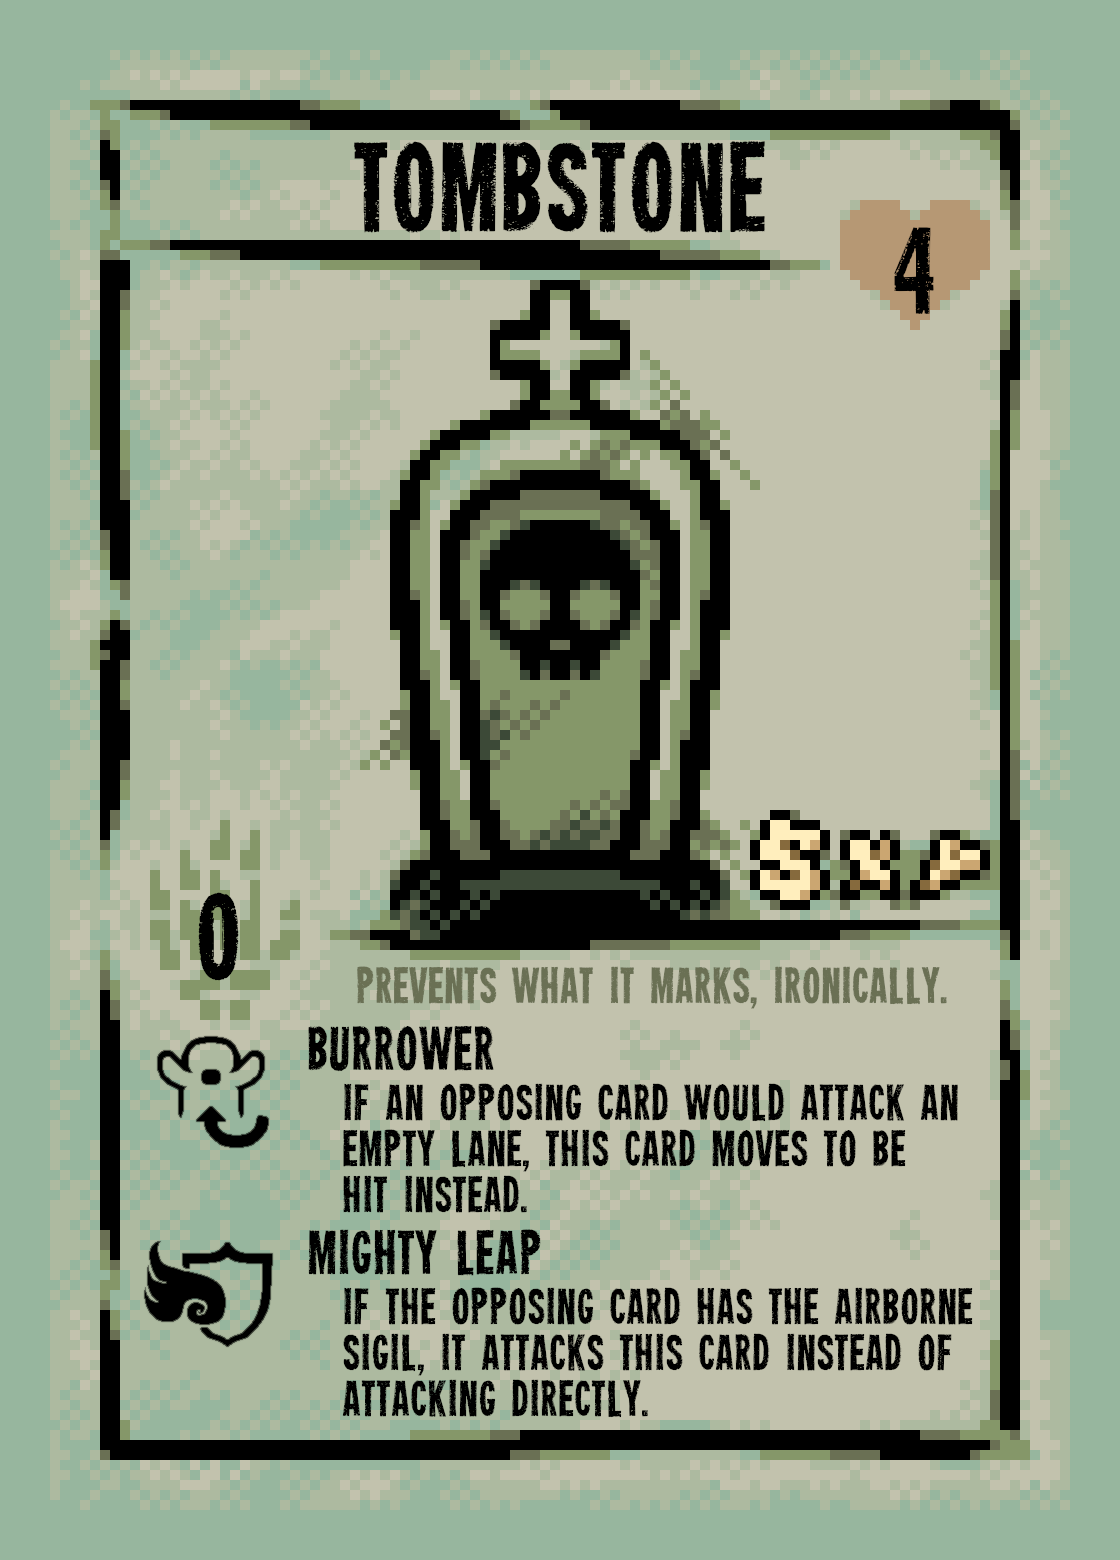 TOMBSTONE
4
5x
0
PREVENTS WHAT IT MARKS, IRONICALLY.
BURROWER
IF AN OPPOSING CARD WOULD ATTACK AN
EMPTY LANE, THIS CARD MOVES TO BE
HIT INSTEAD.
MIGHTY LEAP
IF THE OPPOSING CARD HAS THE AIRBORNE
SIGIL, IT ATTACKS THIS CARD INSTEAD OF
ATTACKING DIRECTLY.